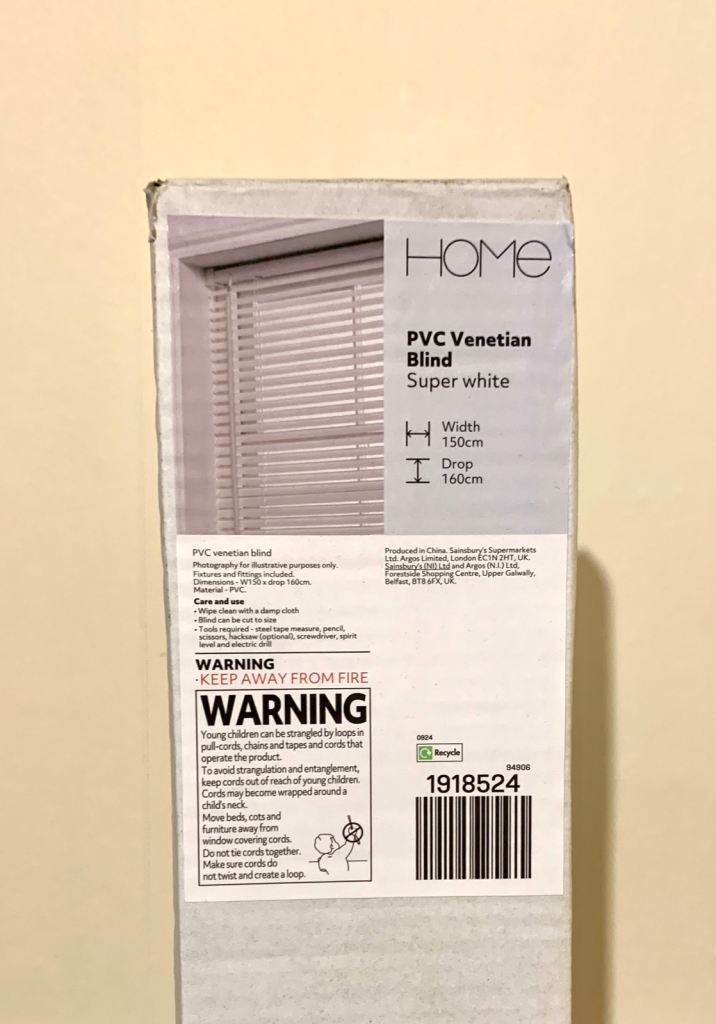 HOME
PVC Venetian
Blind
Super white
Width
150cm
Drop
160cm
PVC venetian blind
Photography for illustrative purposes only.
Fixtures and fittings included.
Dimensions - W150 x drop 160cm.
Material - PVC.
Care and use
• Wipe clean with a damp cloth
• Blind can be cut to size
• Tools required - steel tape measure, pencil,
scissors, hacksaw (optional), screwdriver, spirit
level and electric drill
WARNING
·KEEP AWAY FROM FIRE
WARNING
Young children can be strangled by loops in
pull-cords, chains and tapes and cords that
operate the product.
To avoid strangulation and entanglement,
keep cords out of reach of young children.
Cords may become wrapped around a
child's neck.
Move beds, cots and
furniture away from
window covering cords.
Do not tie cords together.
Make sure cords do
not twist and create a loop.
Produced in China. Sainsbury's Supermarkets
Ltd. Argos Limited, London EC1N 2HT, UK.
Sainsbury's (NI) Ltd and Argos (N.I.) Ltd,
Forestside Shopping Centre, Upper Galwally,
Belfast, BT8 6FX, UK.
0924
Recycle
94906
1918524